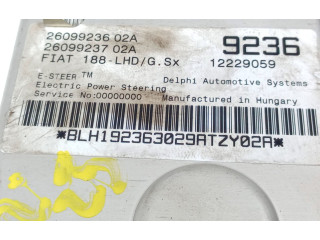 26099236 02A 9236
26099237 02A
FIAT 188-LHD/G.Sx 12229059
E-STEER™ Delphi Automotive Systems
Electric Power Steering
Service No:00000000 Manufactured in Hungary
*BLH192363029ATZY02A*